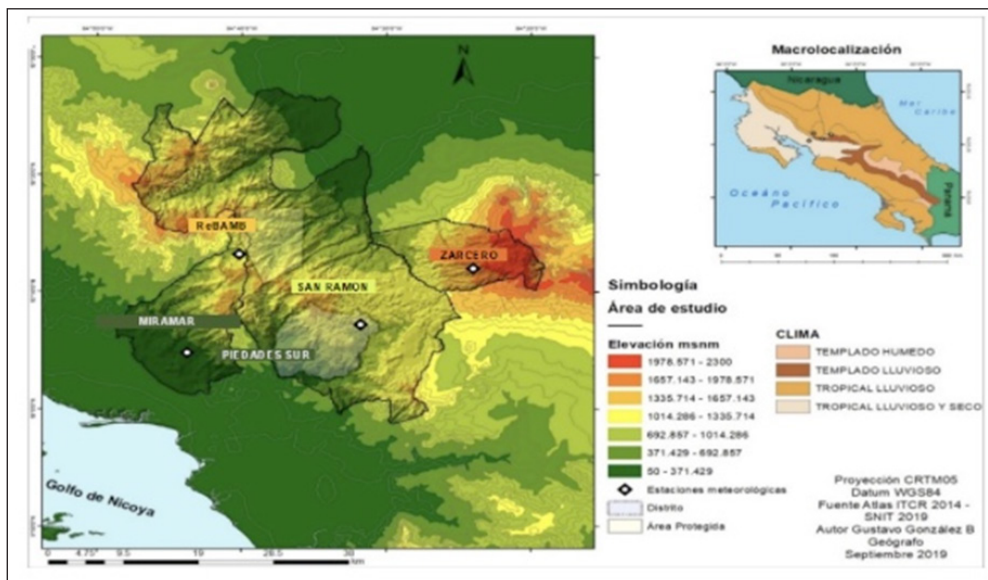 N
ReBAMB
ZARCERO
SAN RAMON
MIRAMAR
PIEDADES SUR
Golfo de Nicoya
0 4.75 9.5 19 28.5 38
km
Macrolocalización
Nicaragua
Mar
Caribe
Océano
Pacífico
Panamá
Simbología
Área de estudio
Elevación msnm
1978.571 - 2300
1657.143 - 1978.571
1335.714 - 1657.143
1014.286 - 1335.714
692.857 - 1014.286
371.429 - 692.857
50 - 371.429
Estaciones meteorológicas
Distrito
Área Protegida
CLIMA
TEMPLADO HUMEDO
TEMPLADO LLUVIOSO
TROPICAL LLUVIOSO
TROPICAL LLUVIOSO Y SECO
Proyección CRTM05
Datum WGS84
Fuente Atlas ITCR 2014 -
SNIT 2019
Autor Gustavo González B
Geógrafo
Septiembre 2019